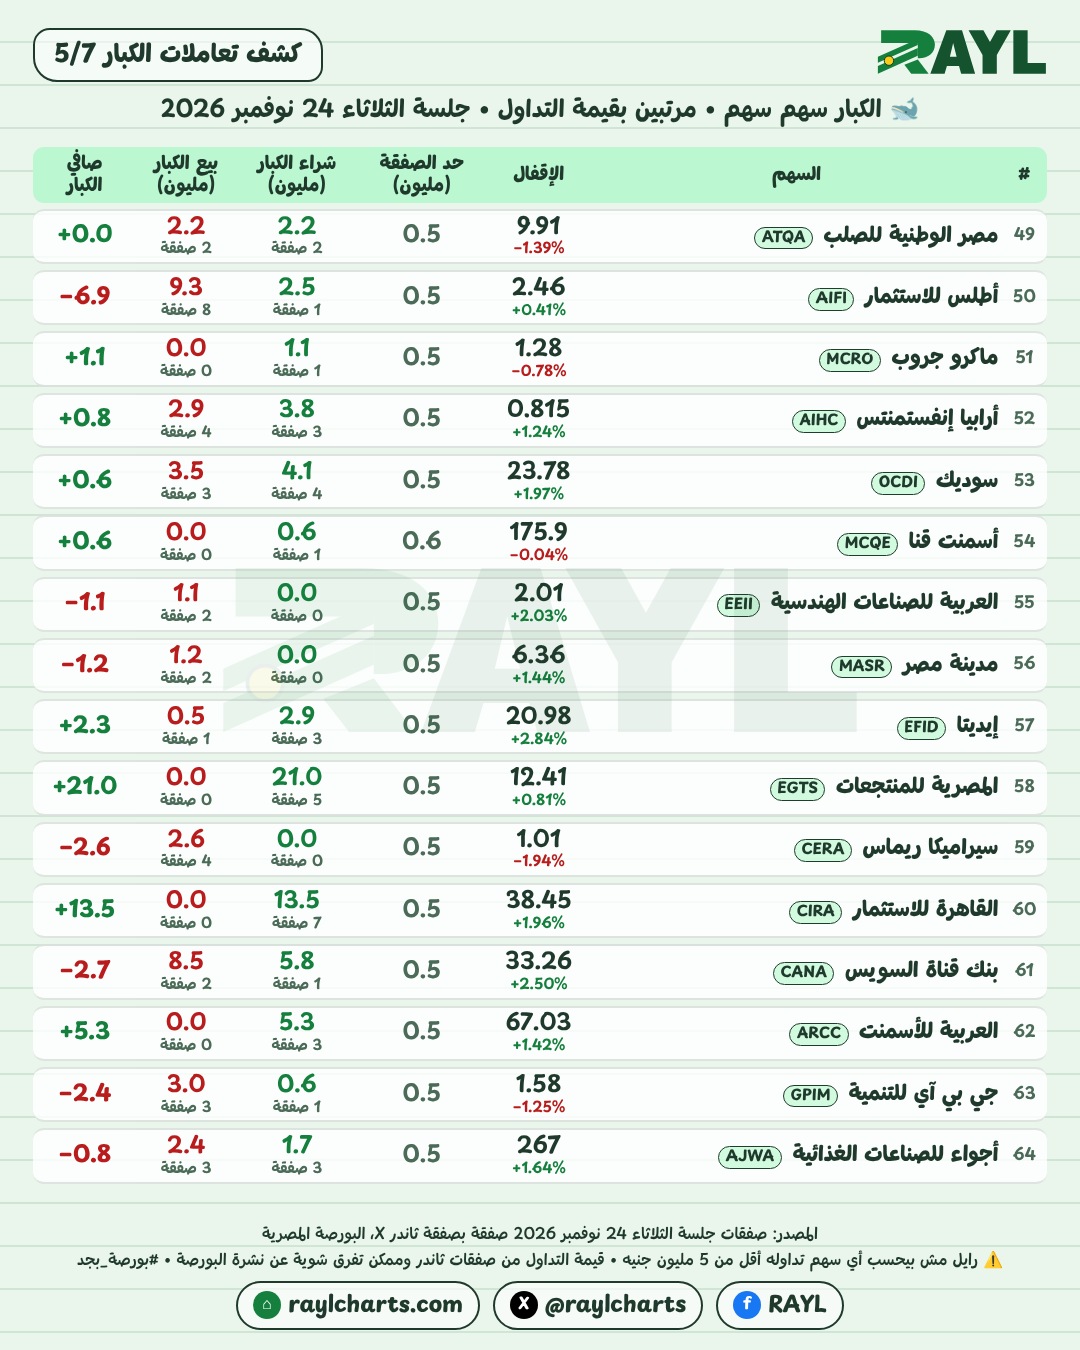 RAYL
كشف تعاملات الكبار 5/7
🐋 الكبار سهم سهم • مرتبين بقيمة التداول • جلسة الثلاثاء 24 نوفمبر 2026
# السهم الإقفال حد الصفقة (مليون) شراء الكبار (مليون) بيع الكبار (مليون) صافي الكبار
49 مصر الوطنية للصلب ATQA 9.91 0.5 2.2 2.2 +0.0
−1.39% 2 صفقة 2 صفقة
50 أطلس للاستثمار AIFI 2.46 0.5 2.5 9.3 −6.9
+0.41% 1 صفقة 8 صفقة
51 ماكرو جروب MCRO 1.28 0.5 1.1 0.0 +1.1
−0.78% 1 صفقة 0 صفقة
52 أرابيا إنفستمنتس AIHC 0.815 0.5 3.8 2.9 +0.8
+1.24% 3 صفقة 4 صفقة
53 سوديك OCDI 23.78 0.5 4.1 3.5 +0.6
+1.97% 4 صفقة 3 صفقة
54 أسمنت قنا MCQE 175.9 0.6 0.6 0.0 +0.6
−0.04% 1 صفقة 0 صفقة
55 العربية للصناعات الهندسية EEII 2.01 0.5 0.0 1.1 −1.1
+2.03% 0 صفقة 2 صفقة
56 مدينة مصر MASR 6.36 0.5 0.0 1.2 −1.2
+1.44% 0 صفقة 2 صفقة
57 إيديتا EFID 20.98 0.5 2.9 0.5 +2.3
+2.84% 3 صفقة 1 صفقة
58 المصرية للمنتجعات EGTS 12.41 0.5 21.0 0.0 +21.0
+0.81% 5 صفقة 0 صفقة
59 سيراميكا ريماس CERA 1.01 0.5 0.0 2.6 −2.6
−1.94% 0 صفقة 4 صفقة
60 القاهرة للاستثمار CIRA 38.45 0.5 13.5 0.0 +13.5
+1.96% 7 صفقة 0 صفقة
61 بنك قناة السويس CANA 33.26 0.5 5.8 8.5 −2.7
+2.50% 1 صفقة 2 صفقة
62 العربية للأسمنت ARCC 67.03 0.5 5.3 0.0 +5.3
+1.42% 3 صفقة 0 صفقة
63 جي بي آي للتنمية GPIM 1.58 0.5 0.6 3.0 −2.4
−1.25% 1 صفقة 3 صفقة
64 أجواء للصناعات الغذائية AJWA 267 0.5 1.7 2.4 −0.8
+1.64% 3 صفقة 3 صفقة
المصدر: صفقات جلسة الثلاثاء 24 نوفمبر 2026 صفقة بصفقة ثاندر X، البورصة المصرية
⚠️ رايل مش بيحسب أي سهم تداوله أقل من 5 مليون جنيه • قيمة التداول من صفقات ثاندر وممكن تفرق شوية عن نشرة البورصة • #بورصة_بجد
raylcharts.com X @raylcharts f RAYL